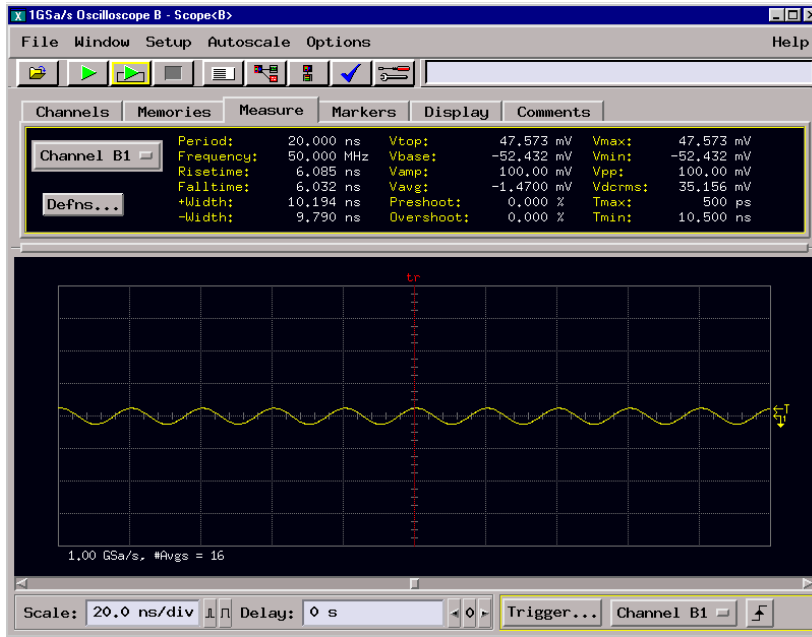 1GSa/s Oscilloscope B - Scope<B>
File Window Setup Autoscale Options Help
Channels Memories Measure Markers Display Comments
Channel B1
Defns...
Period: 20.000 ns Vtop: 47.573 mV Vmax: 47.573 mV
Frequency: 50.000 MHz Vbase: -52.432 mV Vmin: -52.432 mV
Risetime: 6.085 ns Vamp: 100.00 mV Vpp: 100.00 mV
Falltime: 6.032 ns Vavg: -1.4700 mV Vdcrms: 35.156 mV
+Width: 10.194 ns Preshoot: 0.000 % Tmax: 500 ps
-Width: 9.790 ns Overshoot: 0.000 % Tmin: 10.500 ns
tr
T
1.00 GSa/s, #Avgs = 16
Scale: 20.0 ns/div Delay: 0 s 0 Trigger... Channel B1